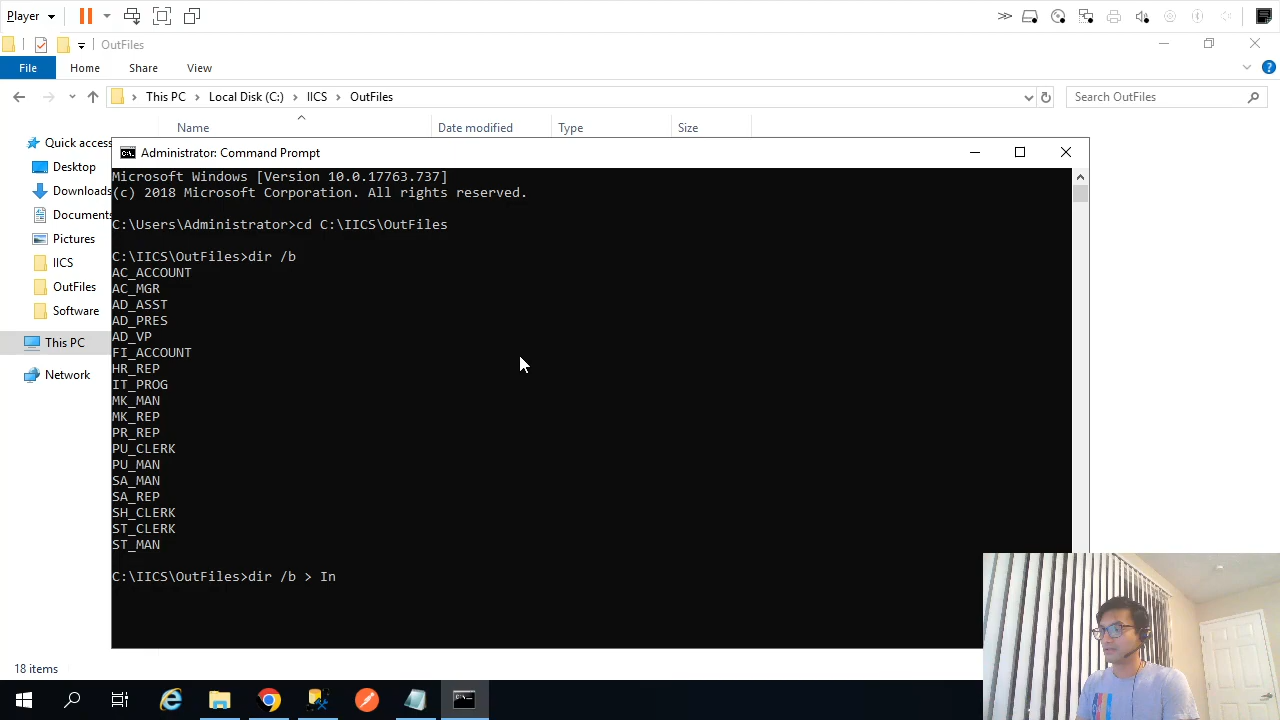 Player
OutFiles
File Home Share View
This PC Local Disk (C:) IICS OutFiles Search OutFiles
Name Date modified Type Size
Quick access
Desktop
Downloads
Documents
Pictures
IICS
OutFiles
Software
This PC
Network
Administrator: Command Prompt
Microsoft Windows [Version 10.0.17763.737]
(c) 2018 Microsoft Corporation. All rights reserved.
C:\Users\Administrator>cd C:\IICS\OutFiles
C:\IICS\OutFiles>dir /b
AC_ACCOUNT
AC_MGR
AD_ASST
AD_PRES
AD_VP
FI_ACCOUNT
HR_REP
IT_PROG
MK_MAN
MK_REP
PR_REP
PU_CLERK
PU_MAN
SA_MAN
SA_REP
SH_CLERK
ST_CLERK
ST_MAN
C:\IICS\OutFiles>dir /b > In
18 items